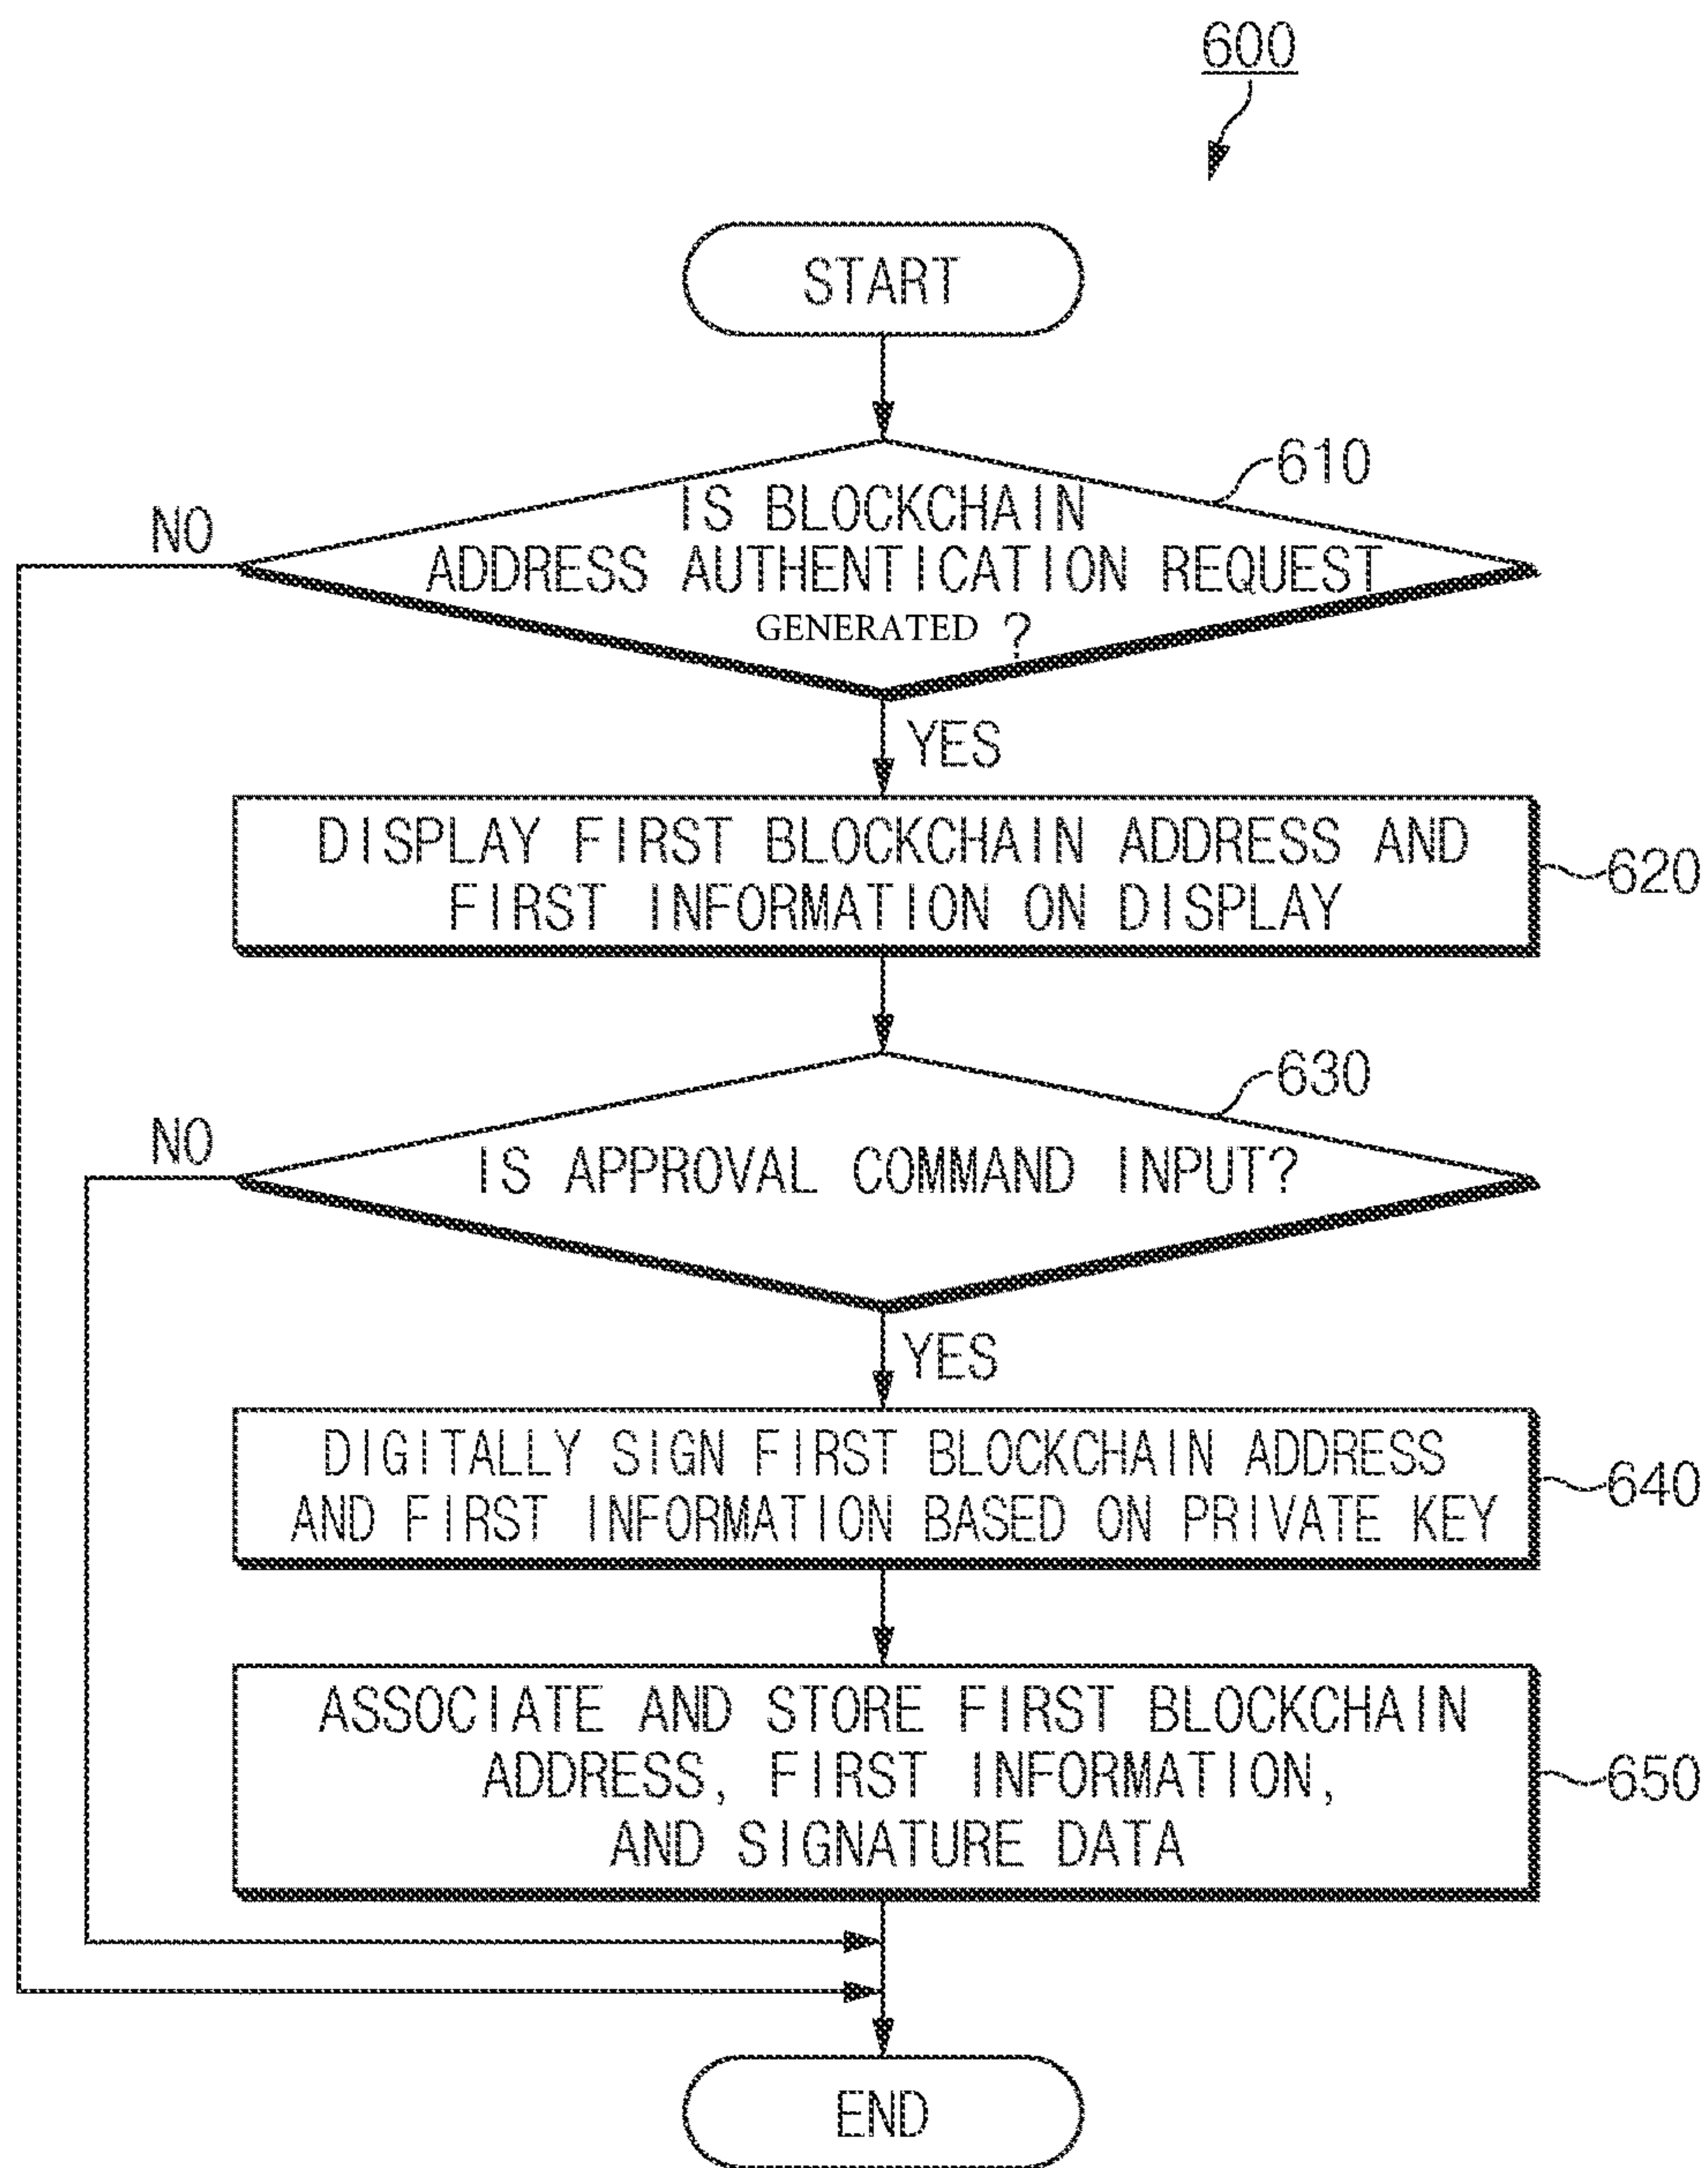 600
START
610
IS BLOCKCHAIN
NO
ADDRESS AUTHENTICATION REQUEST
GENERATED ?
YES
DISPLAY FIRST BLOCKCHAIN ADDRESS AND
FIRST INFORMATION ON DISPLAY
620
630
NO
IS APPROVAL COMMAND INPUT?
YES
DIGITALLY SIGN FIRST BLOCKCHAIN ADDRESS
AND FIRST INFORMATION BASED ON PRIVATE KEY
640
ASSOCIATE AND STORE FIRST BLOCKCHAIN
ADDRESS, FIRST INFORMATION,
AND SIGNATURE DATA
650
END